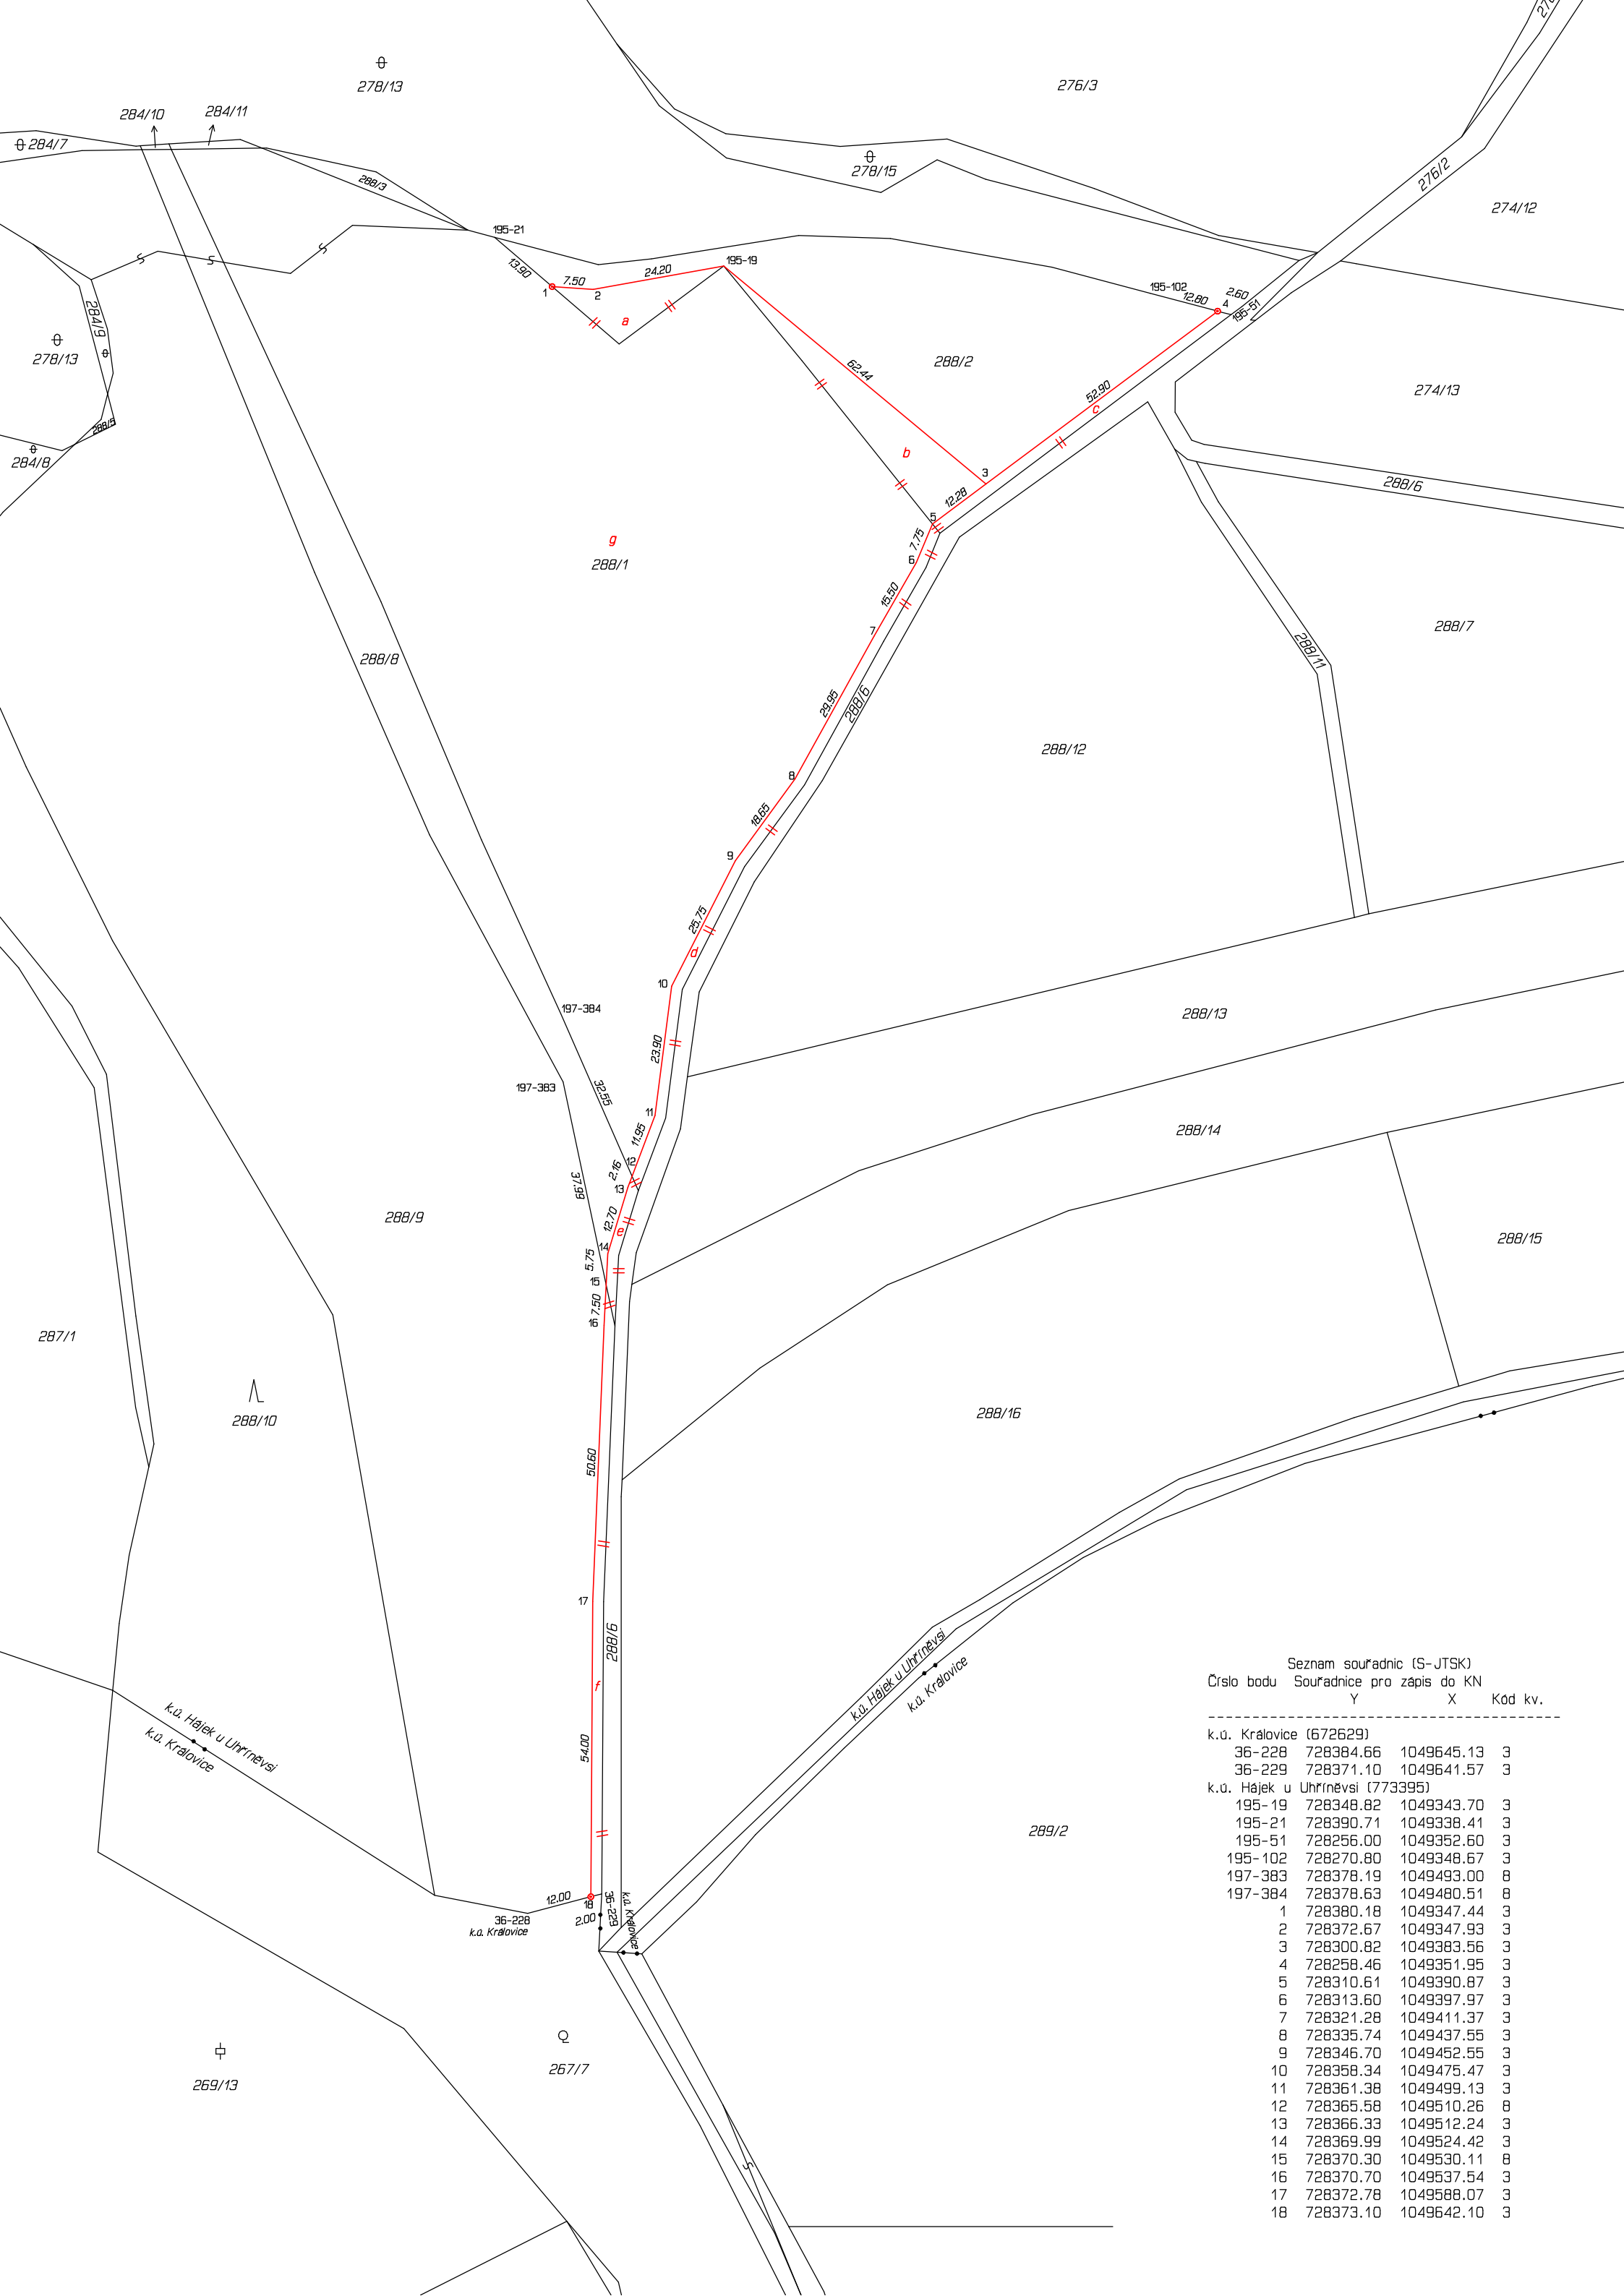 278/13
276/3
284/10
284/11
284/7
278/15
276/2
288/3
274/12
S
S
S
195-21
195-19
13.90
7.50
24.20
195-102
12.80
2.60
4
195-51
1
2
a
284/9
278/13
288/2
62.44
52.90
c
274/13
288/5
284/8
b
3
288/6
12.28
5
7.75
6
g
288/1
15.50
7
288/7
288/11
288/8
29.95
288/6
288/12
8
18.65
9
25.75
d
10
197-384
288/13
23.90
197-383
32.55
11
11.95
288/14
12
2.16
13
37.99
12.70
e
288/9
14
5.75
15
7.50
16
288/15
287/1
288/10
288/16
50.60
17
288/6
f
k.ú. Hájek u Uhříněvsi
k.ú. Královice
k.ú. Hájek u Uhříněvsi
k.ú. Královice
54.00
289/2
12.00
18
2.00
36-229
k.ú. Královice
36-228
k.ú. Královice
269/13
267/7
S
Seznam souřadnic (S-JTSK)
Číslo bodu Souřadnice pro zápis do KN
Y X Kód kv.
----------------------------------------
k.ú. Královice (672629)
36-228 728384.66 1049645.13 3
36-229 728371.10 1049641.57 3
k.ú. Hájek u Uhříněvsi (773395)
195-19 728348.82 1049343.70 3
195-21 728390.71 1049338.41 3
195-51 728256.00 1049352.60 3
195-102 728270.80 1049348.67 3
197-383 728378.19 1049493.00 8
197-384 728378.63 1049480.51 8
1 728380.18 1049347.44 3
2 728372.67 1049347.93 3
3 728300.82 1049383.56 3
4 728258.46 1049351.95 3
5 728310.61 1049390.87 3
6 728313.60 1049397.97 3
7 728321.28 1049411.37 3
8 728335.74 1049437.55 3
9 728346.70 1049452.55 3
10 728358.34 1049475.47 3
11 728361.38 1049499.13 3
12 728365.58 1049510.26 8
13 728366.33 1049512.24 3
14 728369.99 1049524.42 3
15 728370.30 1049530.11 8
16 728370.70 1049537.54 3
17 728372.78 1049588.07 3
18 728373.10 1049642.10 3